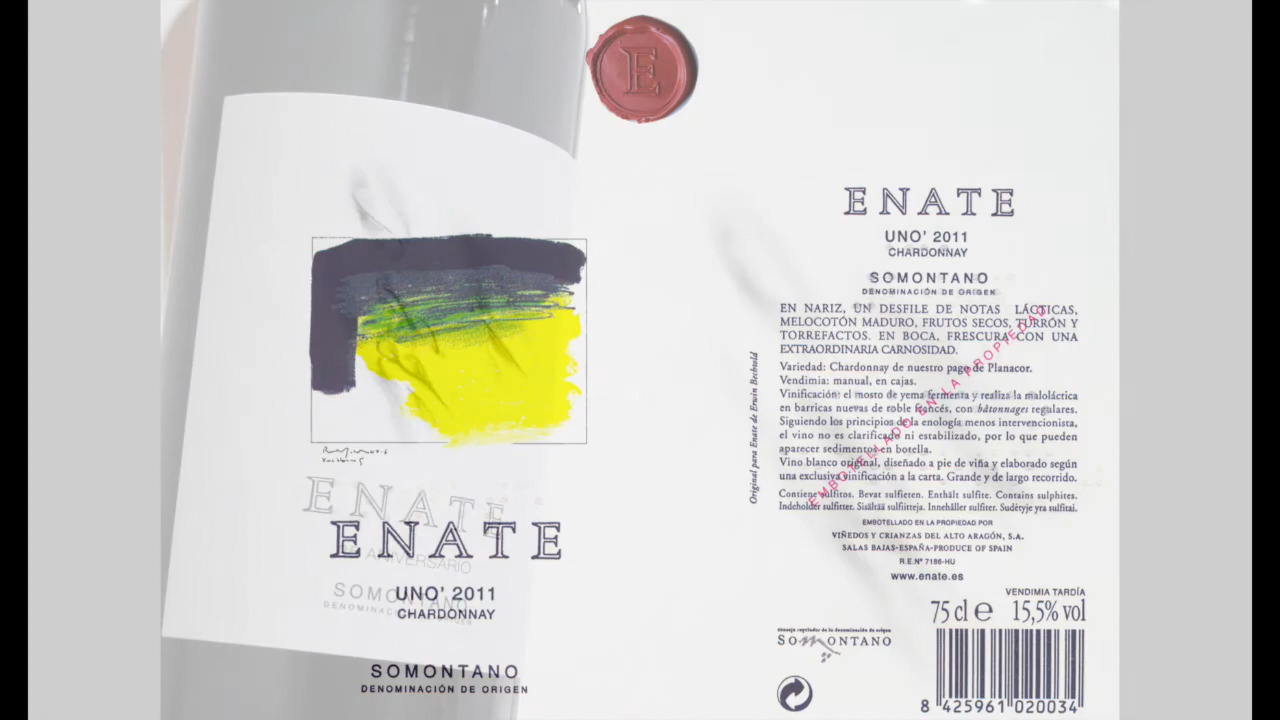 E
ENATE
ANIVERSARIO
SOMONTANO
ENATE
UNO' 2011
CHARDONNAY
SOMONTANO
DENOMINACIÓN DE ORIGEN
ENATE
UNO' 2011
CHARDONNAY
SOMONTANO
DENOMINACIÓN DE ORIGEN
EN NARIZ, UN DESFILE DE NOTAS LÁCTICAS,
MELOCOTÓN MADURO, FRUTOS SECOS, TURRÓN Y
TORREFACTOS. EN BOCA, FRESCURA CON UNA
EXTRAORDINARIA CARNOSIDAD.
Variedad: Chardonnay de nuestro pago de Planacor.
Vendimia: manual, en cajas.
Vinificación: el mosto de yema fermenta y realiza la maloláctica
en barricas nuevas de roble francés, con bâtonnages regulares.
Siguiendo los principios de la enología menos intervencionista,
el vino no es clarificado ni estabilizado, por lo que pueden
aparecer sedimentos en botella.
Vino blanco original, diseñado a pie de viña y elaborado según
una exclusiva vinificación a la carta. Grande y de largo recorrido.
Contiene sulfitos. Bevat sulfieten. Enthält sulfite. Contains sulphites.
Indeholder sulfitter. Sisältää sulfiitteja. Innehåller sulfiter. Sudėtyje yra sulfitai.
EMBOTELLADO EN LA PROPIEDAD POR
VIÑEDOS Y CRIANZAS DEL ALTO ARAGÓN, S.A.
SALAS BAJAS-ESPAÑA-PRODUCE OF SPAIN
R.E.Nº 7186-HU
www.enate.es
VENDIMIA TARDÍA
75 cl e 15,5% vol
consejo regulador de la denominación de origen
SOMONTANO
8 425961 020034
EMBOTELLADO EN LA PROPIEDAD
Original para Enate de Erwin Bechtold